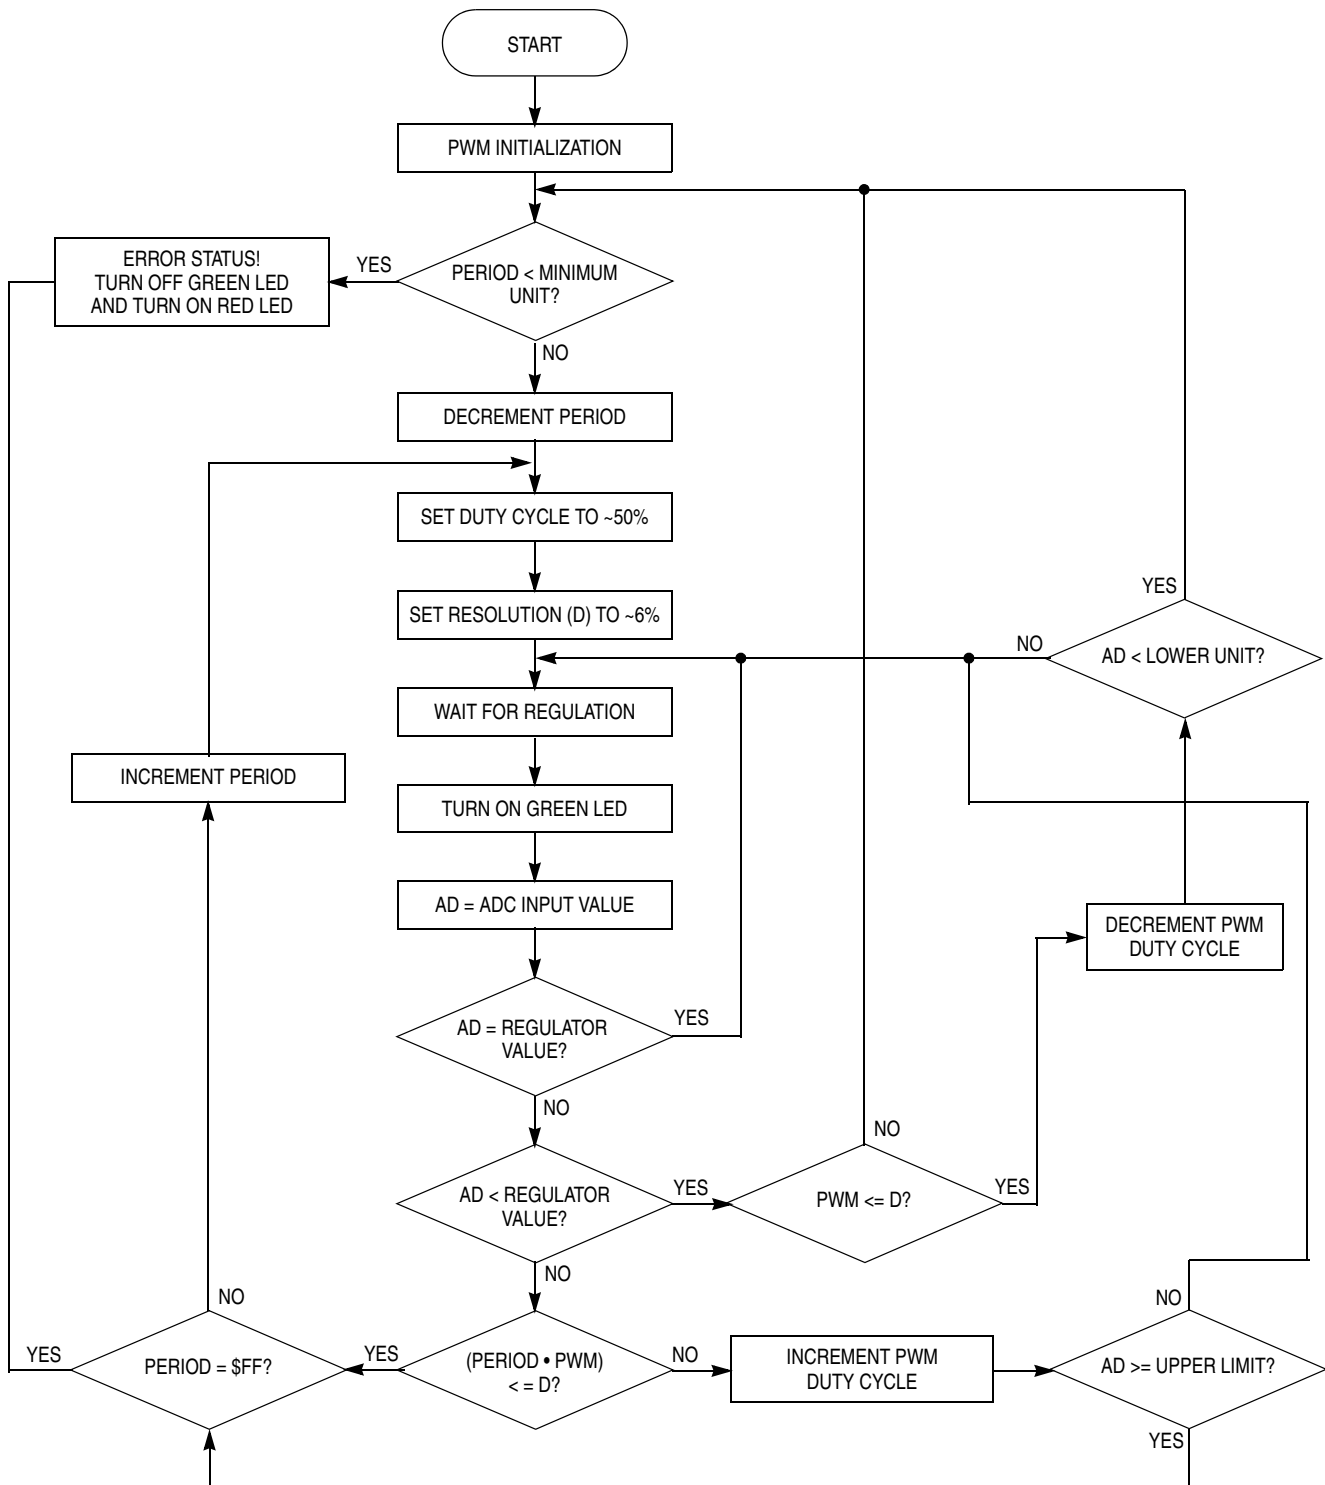 START
PWM INITIALIZATION
ERROR STATUS!
TURN OFF GREEN LED
AND TURN ON RED LED
YES
PERIOD < MINIMUM
UNIT?
NO
DECREMENT PERIOD
SET DUTY CYCLE TO ~50%
YES
SET RESOLUTION (D) TO ~6%
NO
AD < LOWER UNIT?
WAIT FOR REGULATION
INCREMENT PERIOD
TURN ON GREEN LED
AD = ADC INPUT VALUE
DECREMENT PWM
DUTY CYCLE
AD = REGULATOR
VALUE?
YES
NO
NO
AD < REGULATOR
VALUE?
YES
PWM <= D?
YES
NO
NO
NO
YES
PERIOD = $FF?
YES
(PERIOD • PWM)
< = D?
NO
INCREMENT PWM
DUTY CYCLE
AD >= UPPER LIMIT?
YES